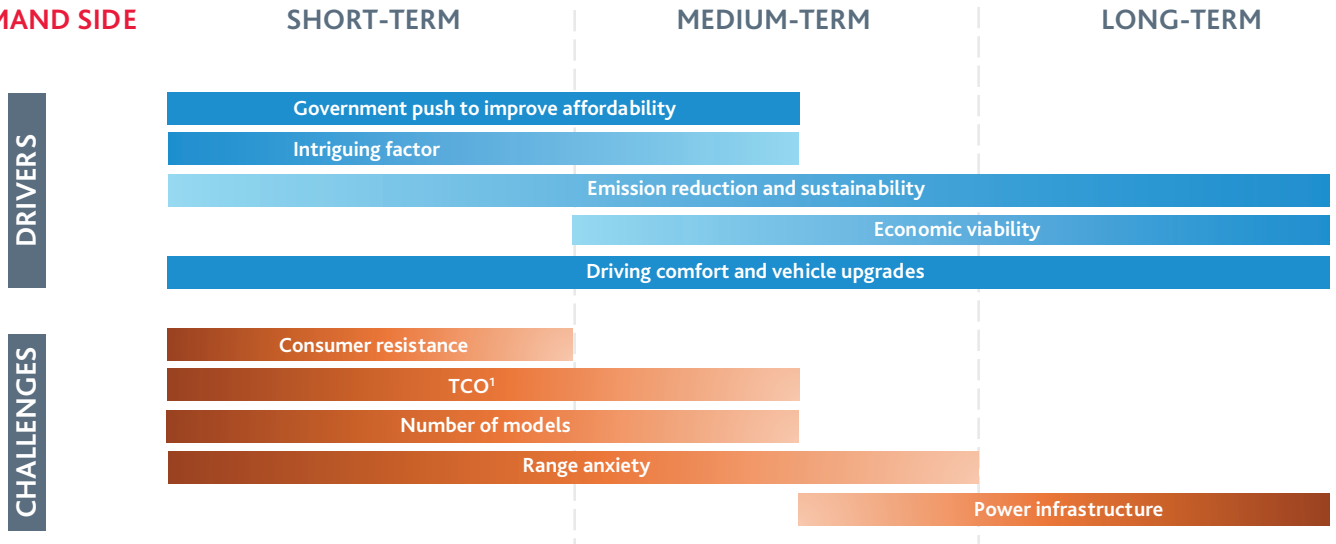 MAND SIDE
SHORT-TERM
MEDIUM-TERM
LONG-TERM
DRIVERS
Government push to improve affordability
Intriguing factor
Emission reduction and sustainability
Economic viability
Driving comfort and vehicle upgrades
CHALLENGES
Consumer resistance
TCO¹
Number of models
Range anxiety
Power infrastructure